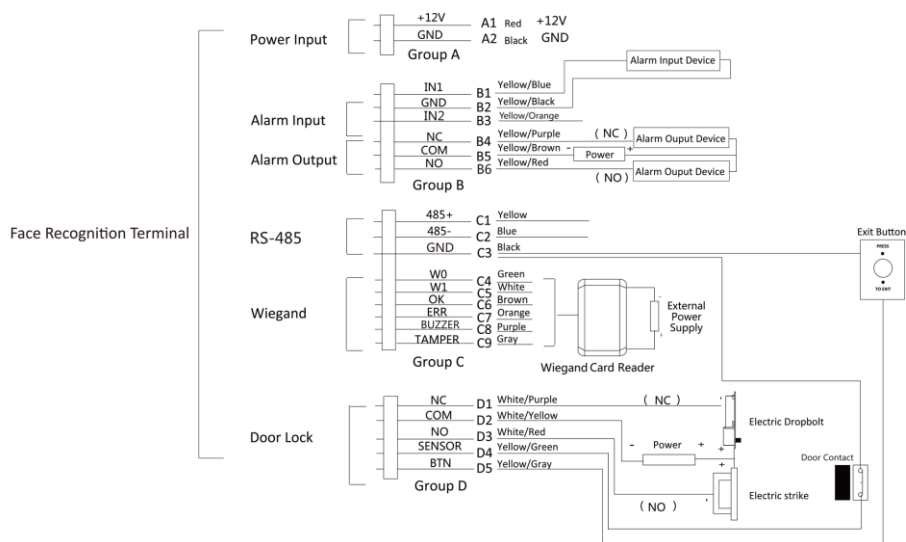 Face Recognition Terminal
Power Input
+12V A1 Red +12V
GND A2 Black GND
Group A
Alarm Input Device
IN1 B1 Yellow/Blue
GND B2 Yellow/Black
Alarm Input
IN2 B3 Yellow/Orange
NC B4 Yellow/Purple ( NC ) Alarm Ouput Device
Alarm Output
COM B5 Yellow/Brown - Power +
NO B6 Yellow/Red ( NO ) Alarm Ouput Device
Group B
485+ C1 Yellow
RS-485
485- C2 Blue
GND C3 Black
Exit Button
PRESS
TO EXIT
W0 C4 Green
W1 C5 White
Wiegand
OK C6 Brown
ERR C7 Orange
BUZZER C8 Purple
TAMPER C9 Gray
Group C
- External
Power
Supply
+
Wiegand Card Reader
NC D1 White/Purple ( NC ) -
COM D2 White/Yellow
Electric Dropbolt
Door Lock
NO D3 White/Red
- Power + +
SENSOR D4 Yellow/Green
Door Contact
BTN D5 Yellow/Gray +
Group D
( NO ) - Electric strike